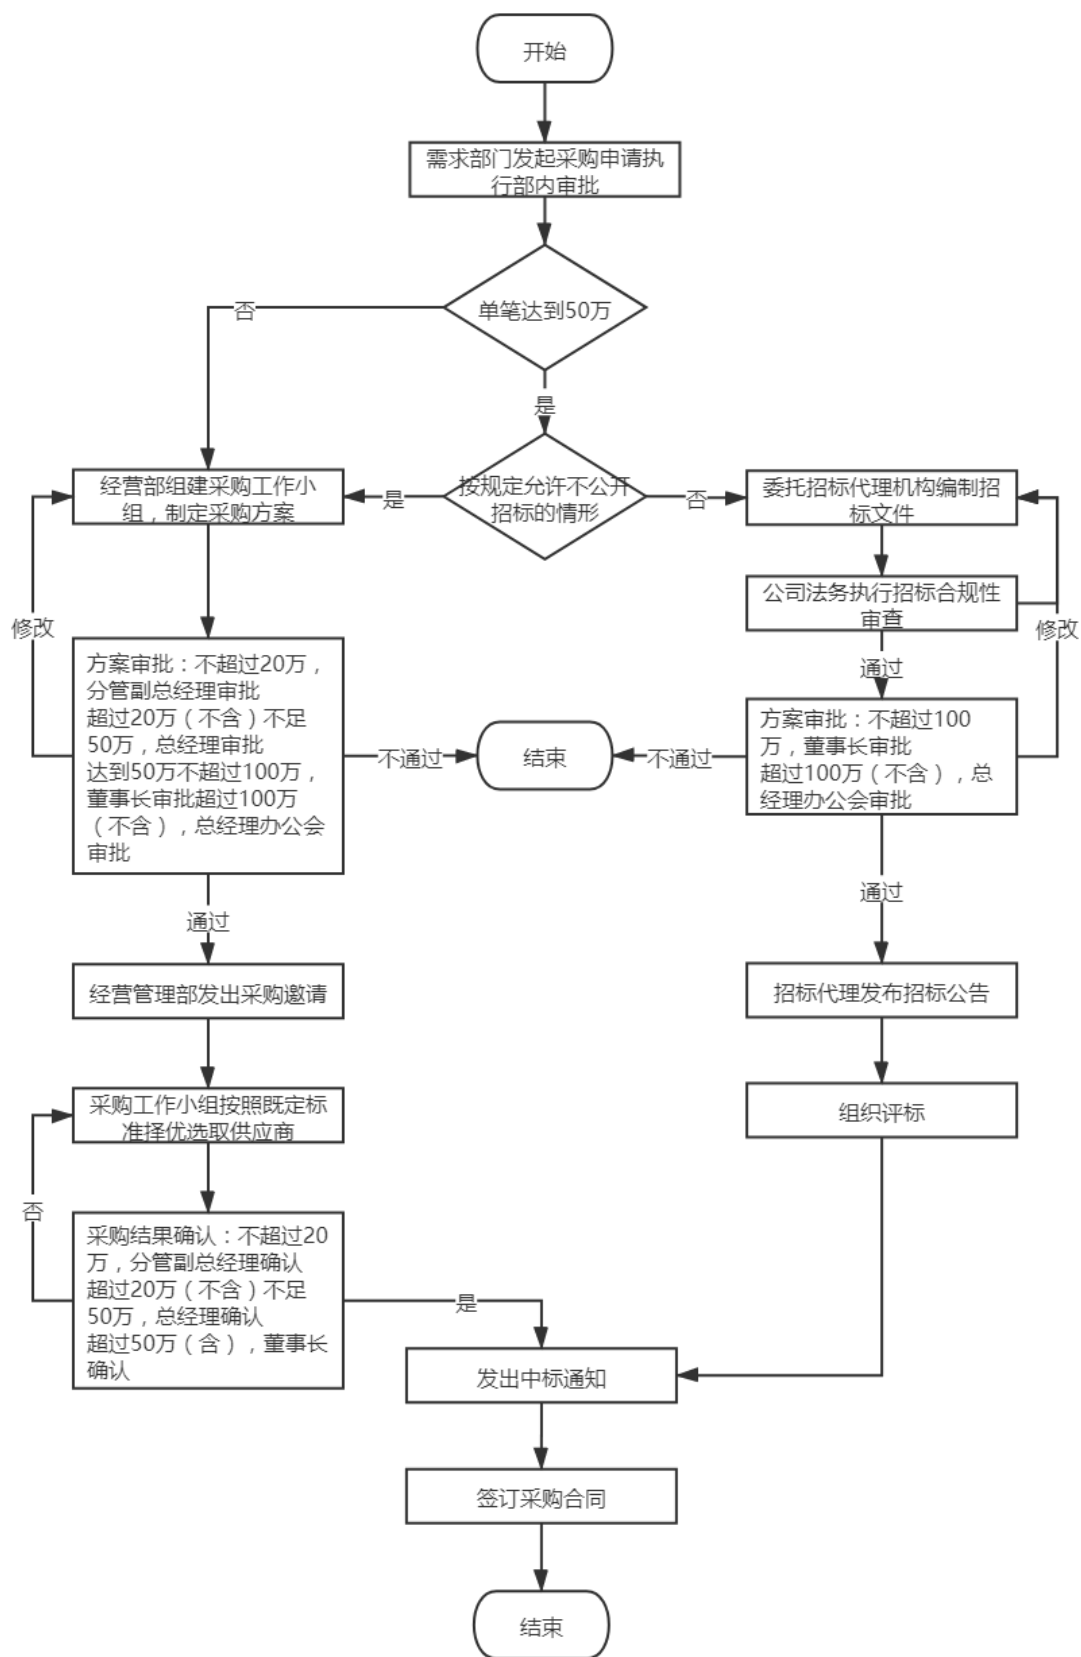 开始
需求部门发起采购申请执
行部内审批
单笔达到50万
否
是
经营部组建采购工作小
组，制定采购方案
是
按规定允许不公开
招标的情形
否
委托招标代理机构编制招
标文件
公司法务执行招标合规性
审查
修改
修改
通过
方案审批：不超过20万，
分管副总经理审批
超过20万（不含）不足
50万，总经理审批
达到50万不超过100万，
董事长审批超过100万
（不含），总经理办公会
审批
不通过
结束
不通过
方案审批：不超过100
万，董事长审批
超过100万（不含），总
经理办公会审批
通过
通过
经营管理部发出采购邀请
招标代理发布招标公告
采购工作小组按照既定标
准择优选取供应商
组织评标
否
采购结果确认：不超过20
万，分管副总经理确认
超过20万（不含）不足
50万，总经理确认
超过50万（含），董事长
确认
是
发出中标通知
签订采购合同
结束